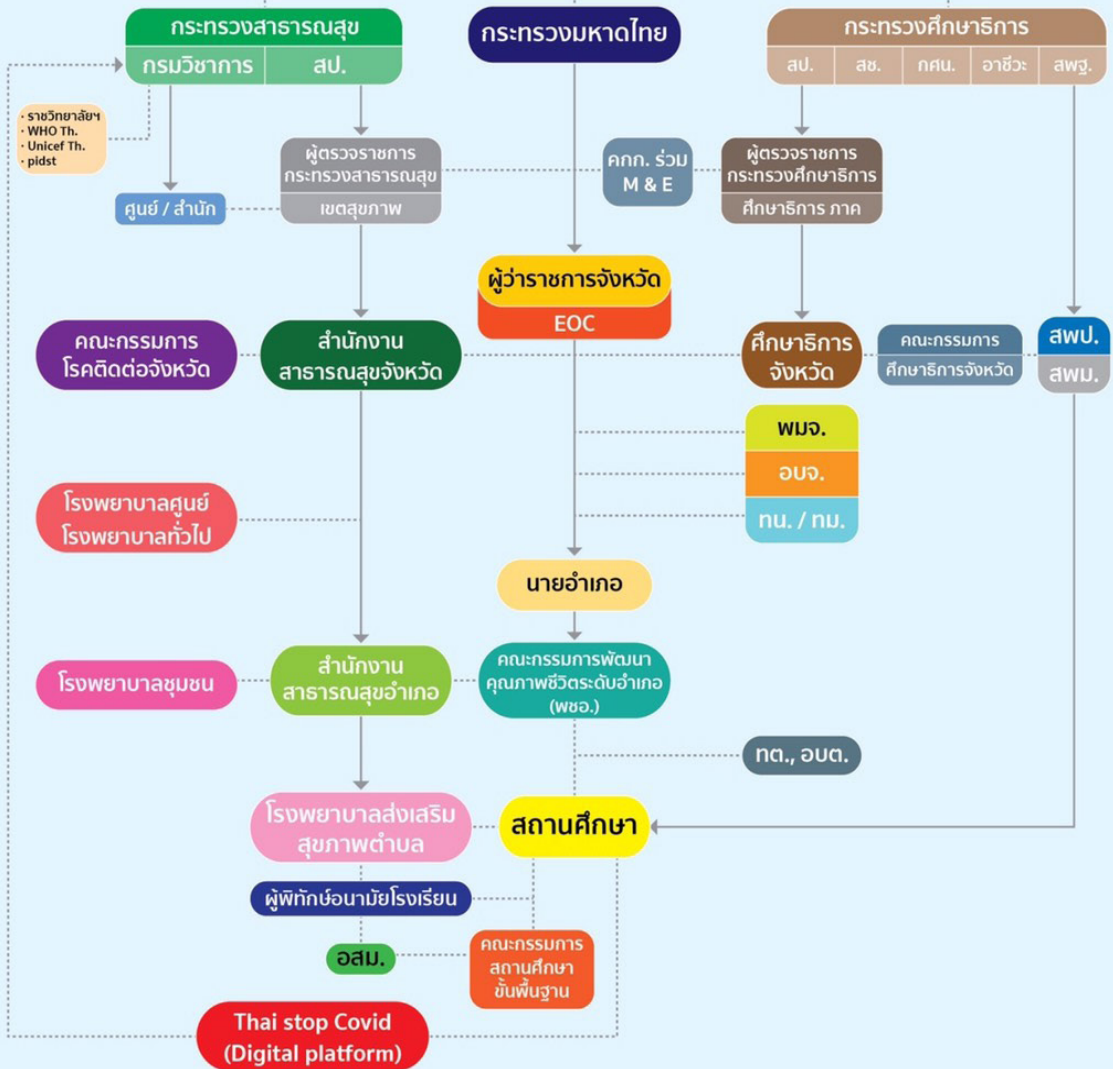 กระทรวงสาธารณสุข
กรมวิชาการ
สป.
กระทรวงมหาดไทย
กระทรวงศึกษาธิการ
สป.
สช.
กศน.
อาชีวะ
สพฐ.
· ราชวิทยาลัยฯ
· WHO Th.
· Unicef Th.
· pidst
ผู้ตรวจราชการ
กระทรวงสาธารณสุข
เขตสุขภาพ
คกก. ร่วม
M & E
ผู้ตรวจราชการ
กระทรวงศึกษาธิการ
ศึกษาธิการ ภาค
ศูนย์ / สำนัก
ผู้ว่าราชการจังหวัด
EOC
คณะกรรมการ
โรคติดต่อจังหวัด
สำนักงาน
สาธารณสุขจังหวัด
ศึกษาธิการ
จังหวัด
คณะกรรมการ
ศึกษาธิการจังหวัด
สพป.
สพม.
พมจ.
อบจ.
ทน. / ทม.
โรงพยาบาลศูนย์
โรงพยาบาลทั่วไป
นายอำเภอ
โรงพยาบาลชุมชน
สำนักงาน
สาธารณสุขอำเภอ
คณะกรรมการพัฒนา
คุณภาพชีวิตระดับอำเภอ
(พชอ.)
ทต., อบต.
โรงพยาบาลส่งเสริม
สุขภาพตำบล
สถานศึกษา
ผู้พิทักษ์อนามัยโรงเรียน
อสม.
คณะกรรมการ
สถานศึกษา
ขั้นพื้นฐาน
Thai stop Covid
(Digital platform)